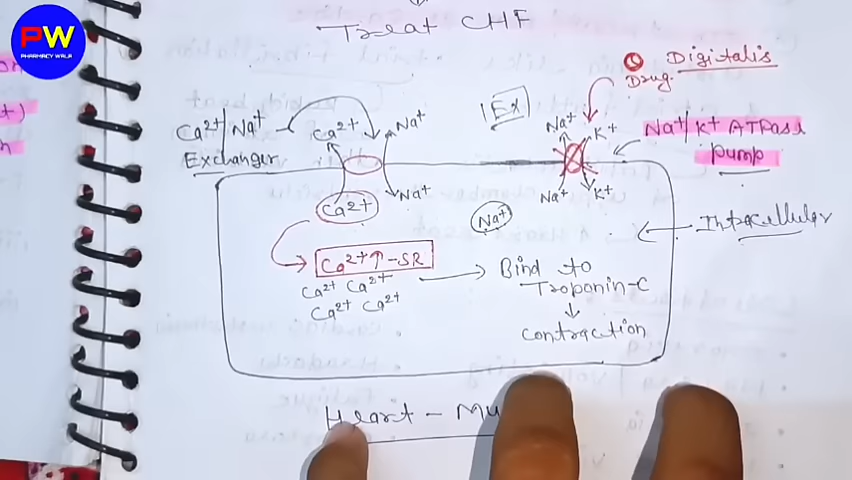 PW
PHARMACY WALA
Treat CHF
Digitalis
Drug
Ex
Ca2+ Na+
Exchanger
Ca2+
Na+
Na+
K+
Na+/K+ ATPase
Pump
Ca2+
Na+
Na+
K+
Na+
Intracellular
Ca2+↑-SR
Ca2+ Ca2+
Ca2+ Ca2+
Bind to
Troponin-C
Contraction
Heart - Mu